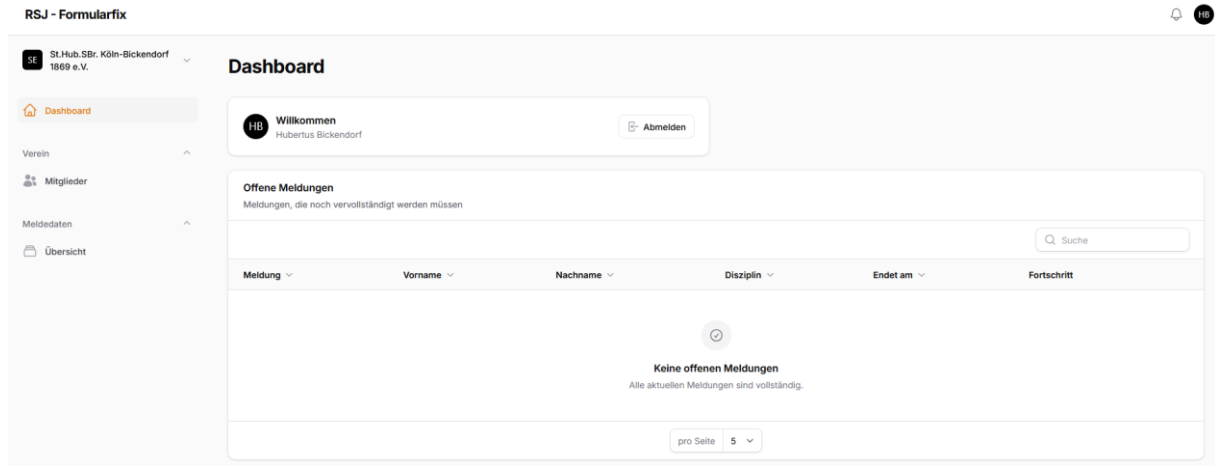 RSJ - Formularfix
HB
SE
St.Hub.SBr. Köln-Bickendorf
1869 e.V.
Dashboard
Verein
Mitglieder
Meldedaten
Übersicht
Dashboard
HB
Willkommen
Hubertus Bickendorf
Abmelden
Offene Meldungen
Meldungen, die noch vervollständigt werden müssen
Suche
Meldung Vorname Nachname Disziplin Endet am Fortschritt
Keine offenen Meldungen
Alle aktuellen Meldungen sind vollständig.
pro Seite 5